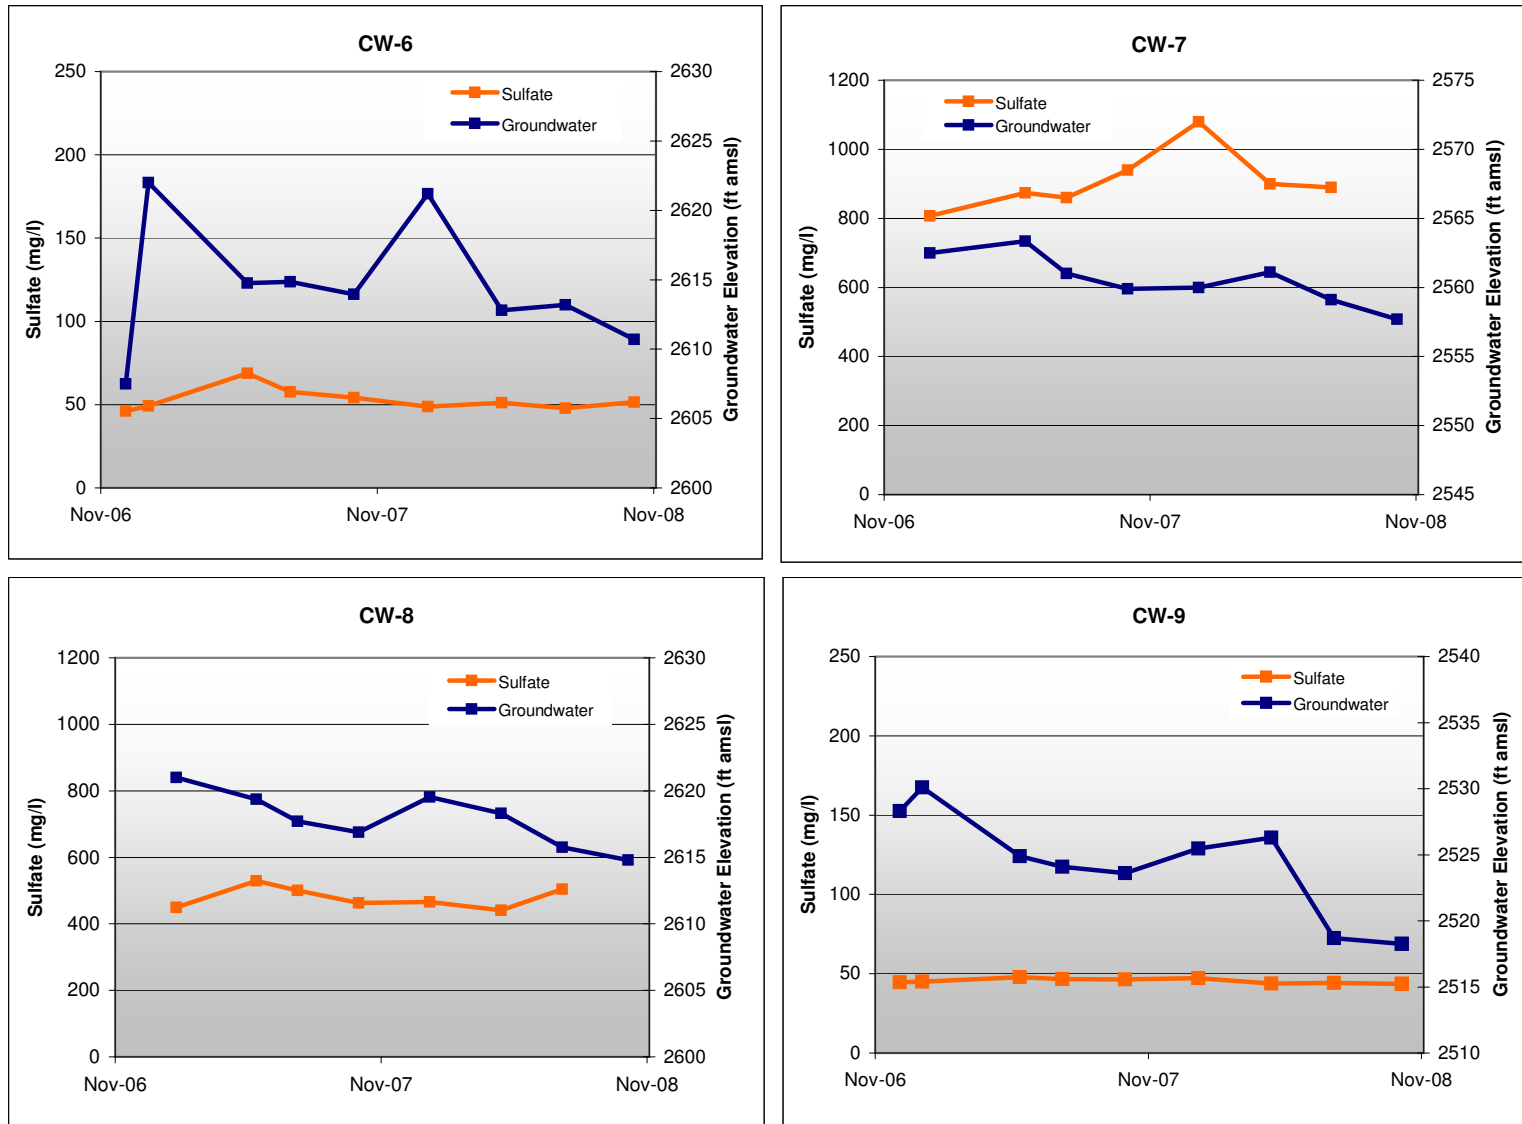 CW-6
250
200
150
100
50
0
Sulfate (mg/l)
2630
2625
2620
2615
2610
2605
2600
Groundwater Elevation (ft amsl)
Sulfate
Groundwater
Nov-06 Nov-07 Nov-08
CW-7
1200
1000
800
600
400
200
0
Sulfate (mg/l)
2575
2570
2565
2560
2555
2550
2545
Groundwater Elevation (ft amsl)
Sulfate
Groundwater
Nov-06 Nov-07 Nov-08
CW-8
1200
1000
800
600
400
200
0
Sulfate (mg/l)
2630
2625
2620
2615
2610
2605
2600
Groundwater Elevation (ft amsl)
Sulfate
Groundwater
Nov-06 Nov-07 Nov-08
CW-9
250
200
150
100
50
0
Sulfate (mg/l)
2540
2535
2530
2525
2520
2515
2510
Groundwater Elevation (ft amsl)
Sulfate
Groundwater
Nov-06 Nov-07 Nov-08